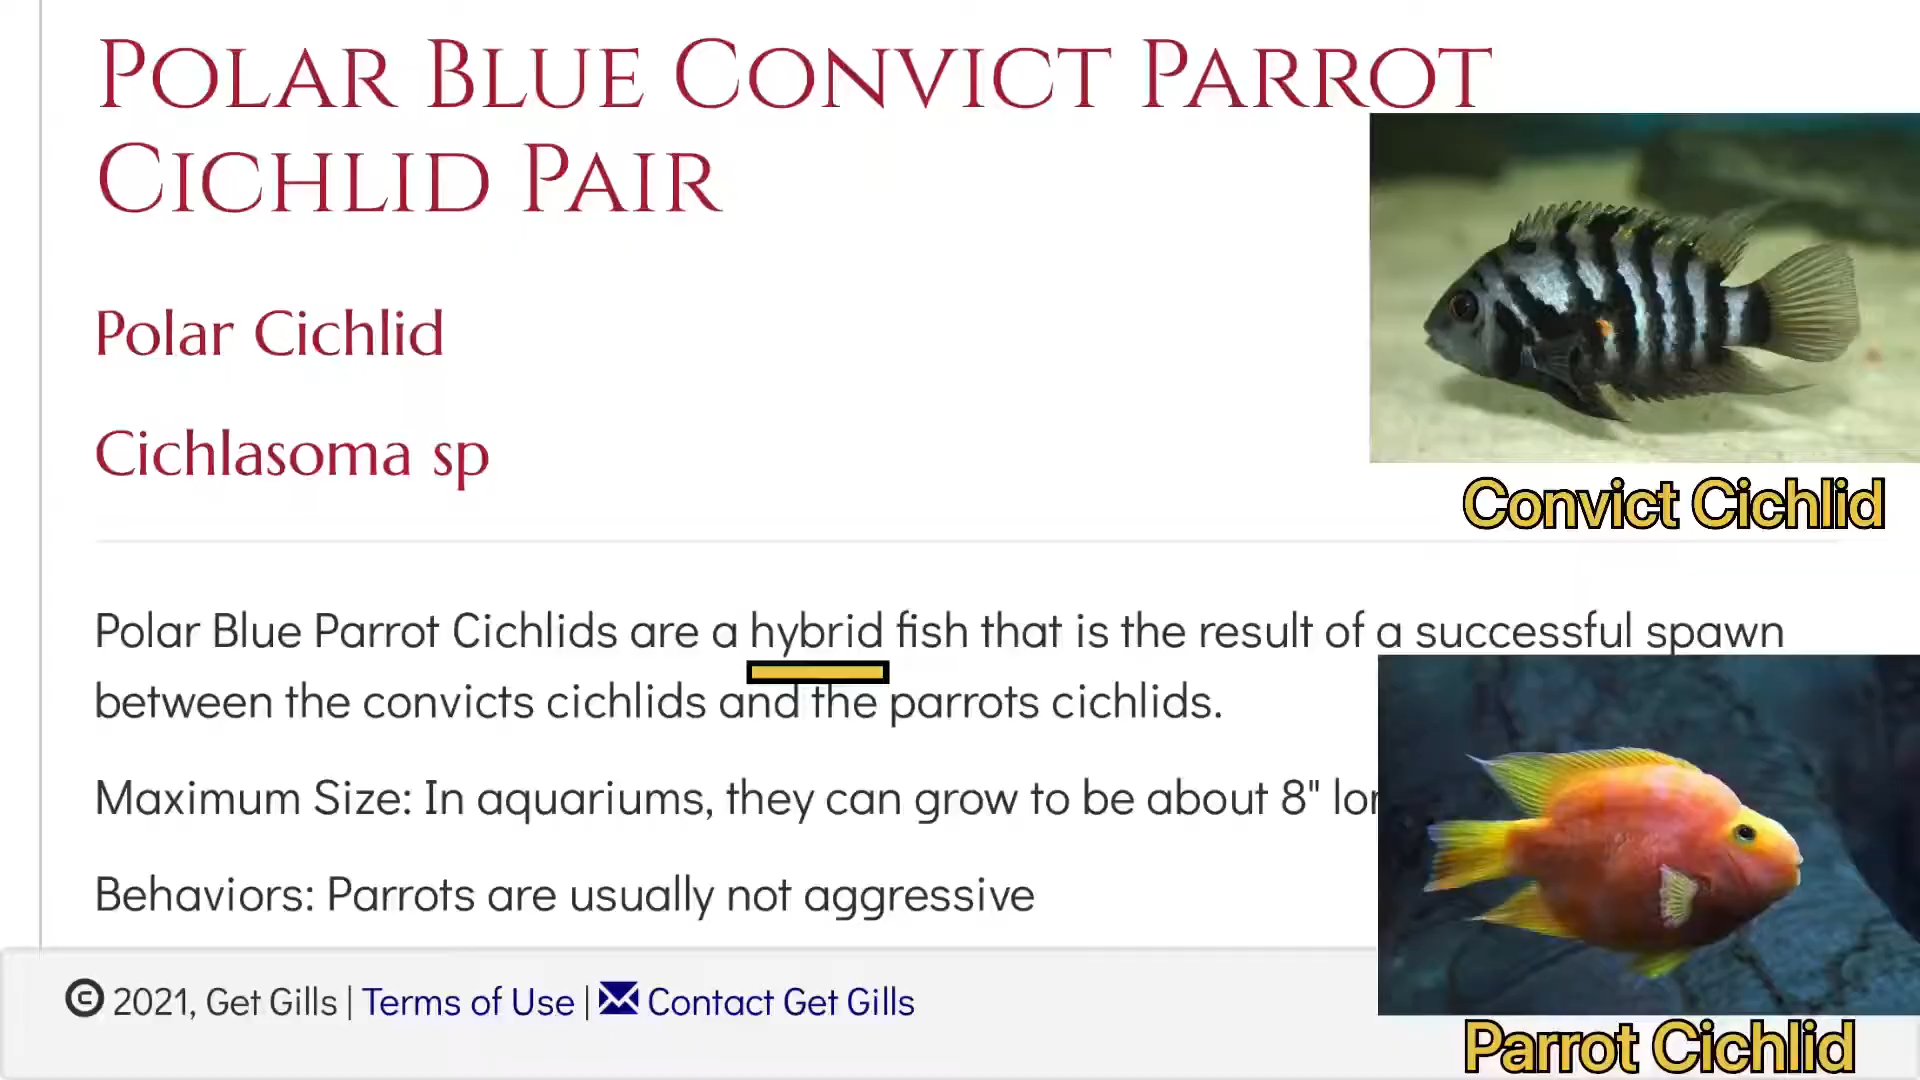 Polar Blue Convict Parrot
Cichlid Pair
Polar Cichlid
Cichlasoma sp
Convict Cichlid
Polar Blue Parrot Cichlids are a hybrid fish that is the result of a successful spawn
between the convicts cichlids and the parrots cichlids.
Maximum Size: In aquariums, they can grow to be about 8"
Behaviors: Parrots are usually not aggressive
© 2021, Get Gills | Terms of Use | Contact Get Gills
Parrot Cichlid